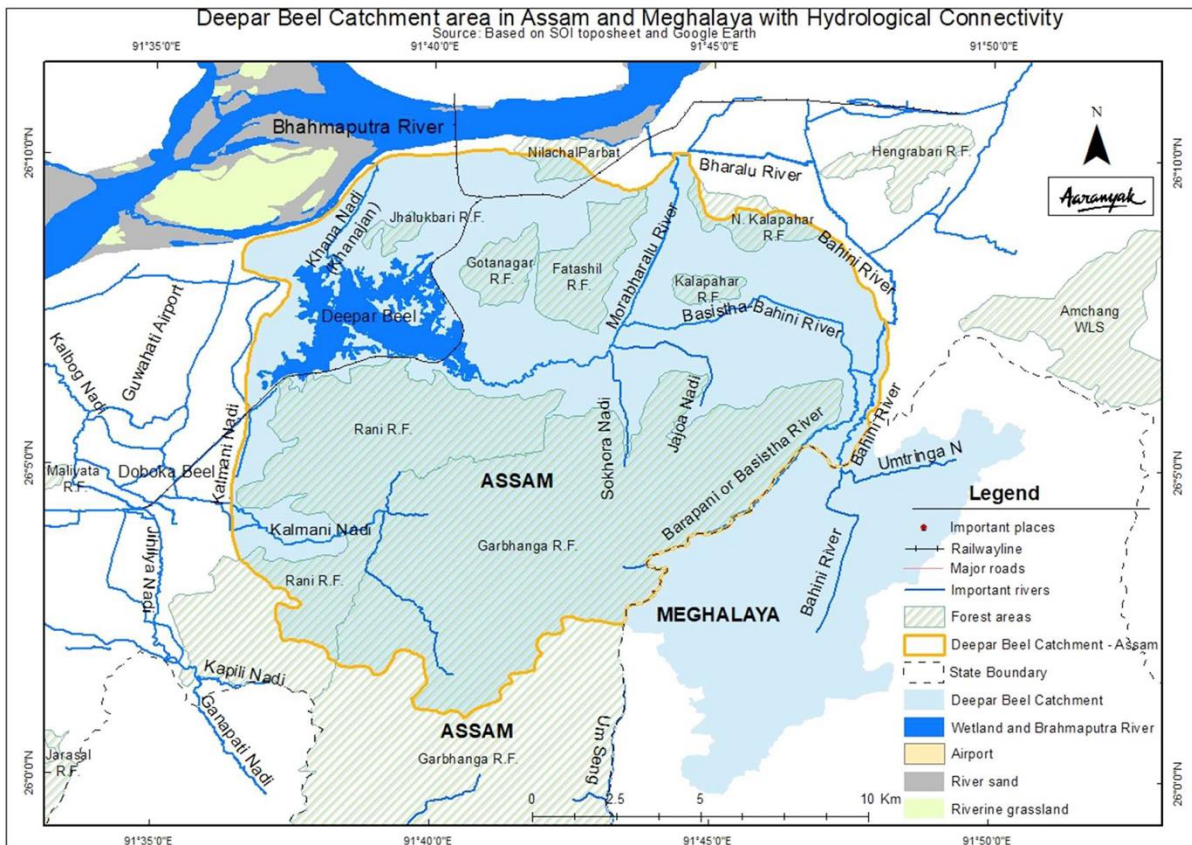 Deepar Beel Catchment area in Assam and Meghalaya with Hydrological Connectivity
Source: Based on SOI toposheet and Google Earth
91°35'0"E
91°40'0"E
91°45'0"E
91°50'0"E
26°10'0"N
26°10'0"N
N
Aaranyak
Bhahmaputra River
NilachalParbat
Hengrabari R.F.
Bharalu River
Khana Nadi
(Khanajan)
Jhalukbari R.F.
N. Kalapahar
R.F.
Bahini River
Gotanagar
R.F.
Fatashil
R.F.
Morabharalu River
Kalapahar
R.F.
Basistha-Bahini River
Deepar Beel
Amchang
WLS
Guwahati Airport
Kalbog Nadi
Rani R.F.
Jajoa Nadi
Sokhora Nadi
Barapani or Basistha River
Bahini River
Umtringa N
26°5'0"N
26°5'0"N
Maliyata
R.F.
Doboka Beel
Kalmani Nadi
ASSAM
Jihilya Nadi
Kalmani Nadi
Garbhanga R.F.
Rani R.F.
Bahini River
MEGHALAYA
Kapili Nadi
Ganapati Nadi
ASSAM
Garbhanga R.F.
Um Seng
Jarasal
R.F.
26°0'0"N
26°0'0"N
0 2.5 5 10 Km
Legend
Important places
Railwayline
Major roads
Important rivers
Forest areas
Deepar Beel Catchment - Assam
State Boundary
Deepar Beel Catchment
Wetland and Brahmaputra River
Airport
River sand
Riverine grassland
91°35'0"E
91°40'0"E
91°45'0"E
91°50'0"E